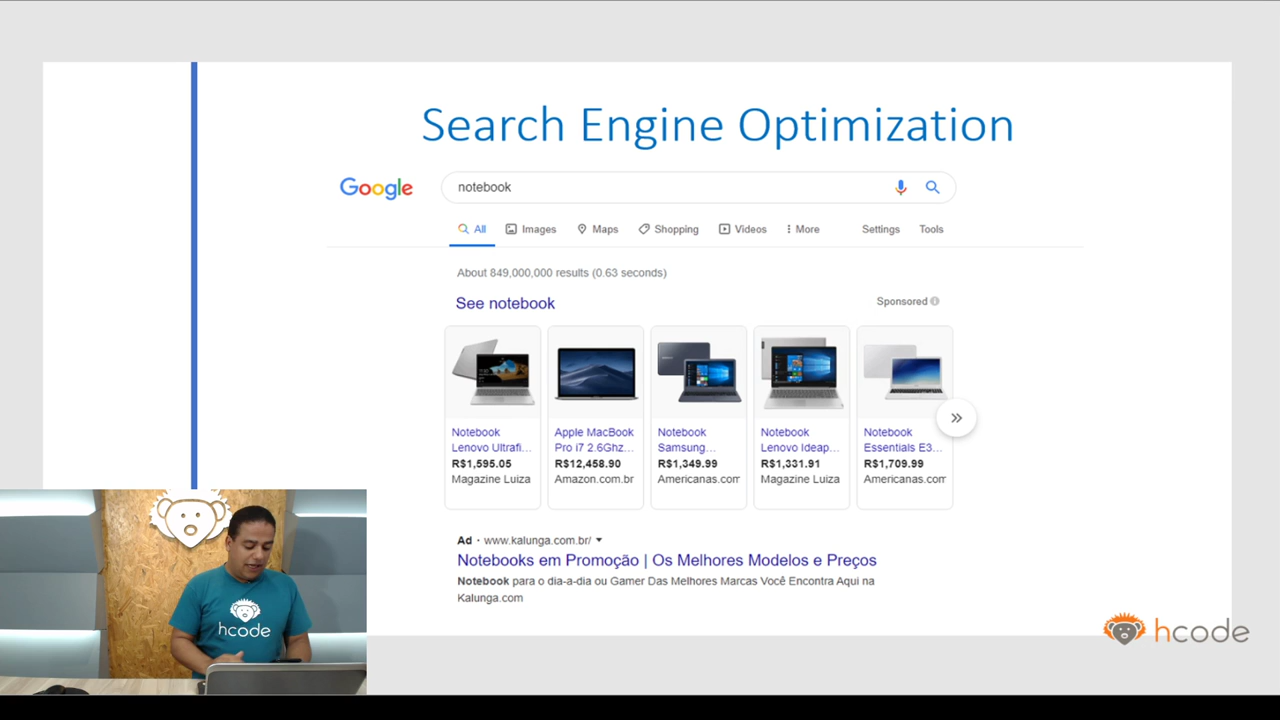 Search Engine Optimization
Google
notebook
All
Images
Maps
Shopping
Videos
More
Settings
Tools
About 849,000,000 results (0.63 seconds)
See notebook
Sponsored
Notebook
Lenovo Ultrafi...
R$1,595.05
Magazine Luiza
Apple MacBook
Pro i7 2.6Ghz...
R$12,458.90
Amazon.com.br
Notebook
Samsung...
R$1,349.99
Americanas.com
Notebook
Lenovo Ideap...
R$1,331.91
Magazine Luiza
Notebook
Essentials E3...
R$1,709.99
Americanas.com
Ad · www.kalunga.com.br/
Notebooks em Promoção | Os Melhores Modelos e Preços
Notebook para o dia-a-dia ou Gamer Das Melhores Marcas Você Encontra Aqui na
Kalunga.com
hcode
hcode